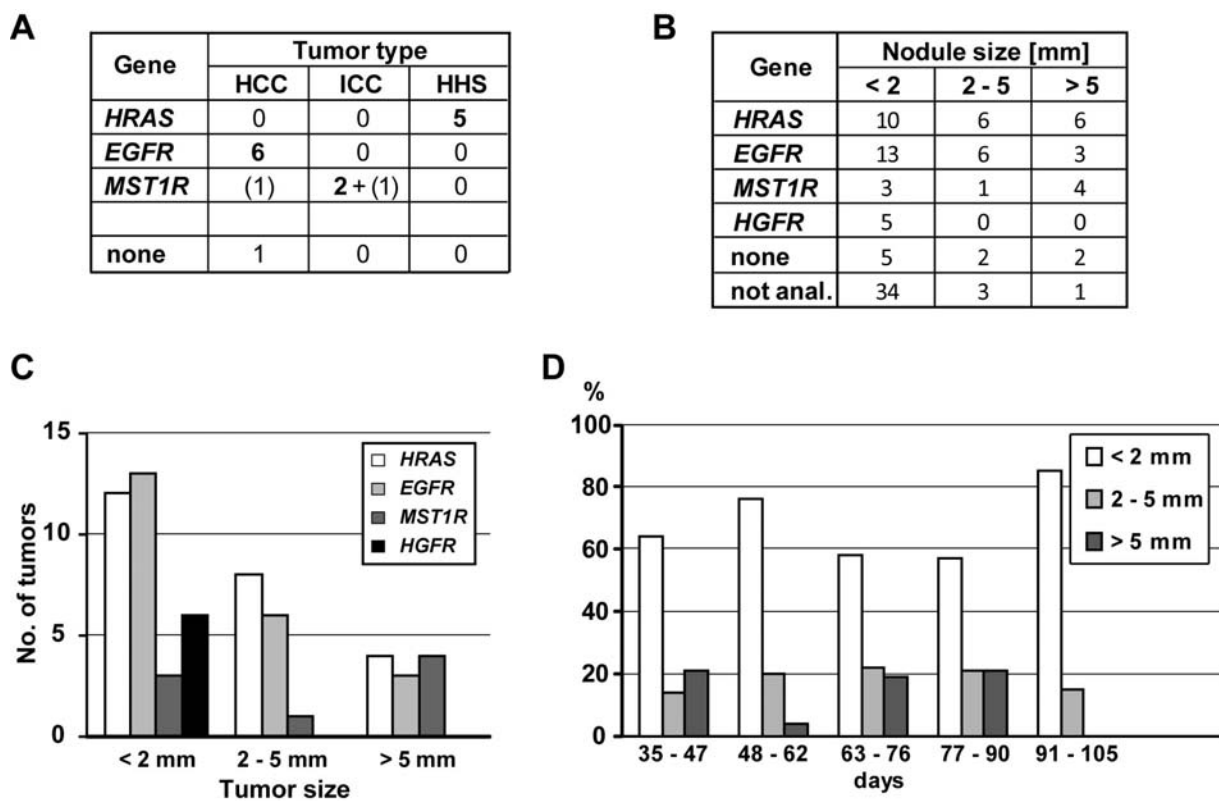 A
Gene Tumor type
HCC ICC HHS
HRAS 0 0 5
EGFR 6 0 0
MST1R (1) 2 + (1) 0
none 1 0 0
B
Gene Nodule size [mm]
< 2 2 - 5 > 5
HRAS 10 6 6
EGFR 13 6 3
MST1R 3 1 4
HGFR 5 0 0
none 5 2 2
not anal. 34 3 1
C
No. of tumors
15
10
5
0
HRAS
EGFR
MST1R
HGFR
< 2 mm 2 - 5 mm > 5 mm
Tumor size
D
%
100
80
60
40
20
0
< 2 mm
2 - 5 mm
> 5 mm
35 - 47 48 - 62 63 - 76 77 - 90 91 - 105
days